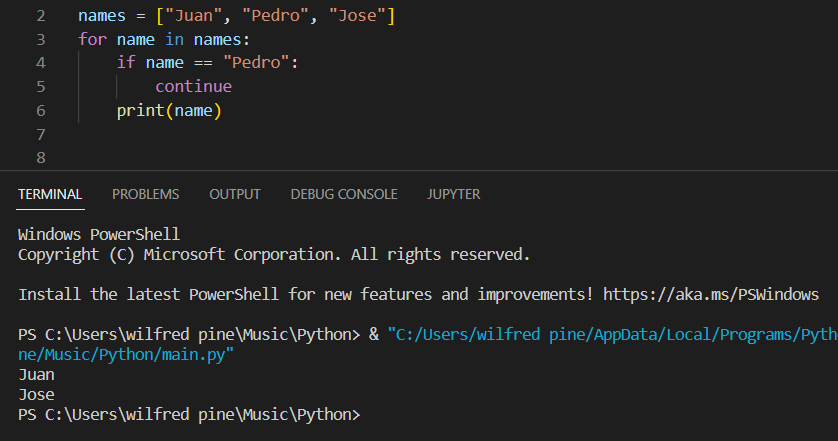 2 names = ["Juan", "Pedro", "Jose"]
3 for name in names:
4 if name == "Pedro":
5 continue
6 print(name)
7
8
TERMINAL PROBLEMS OUTPUT DEBUG CONSOLE JUPYTER
Windows PowerShell
Copyright (C) Microsoft Corporation. All rights reserved.
Install the latest PowerShell for new features and improvements! https://aka.ms/PSWindows
PS C:\Users\wilfred pine\Music\Python> & "C:/Users/wilfred pine/AppData/Local/Programs/Pyth
ne/Music/Python/main.py"
Juan
Jose
PS C:\Users\wilfred pine\Music\Python>